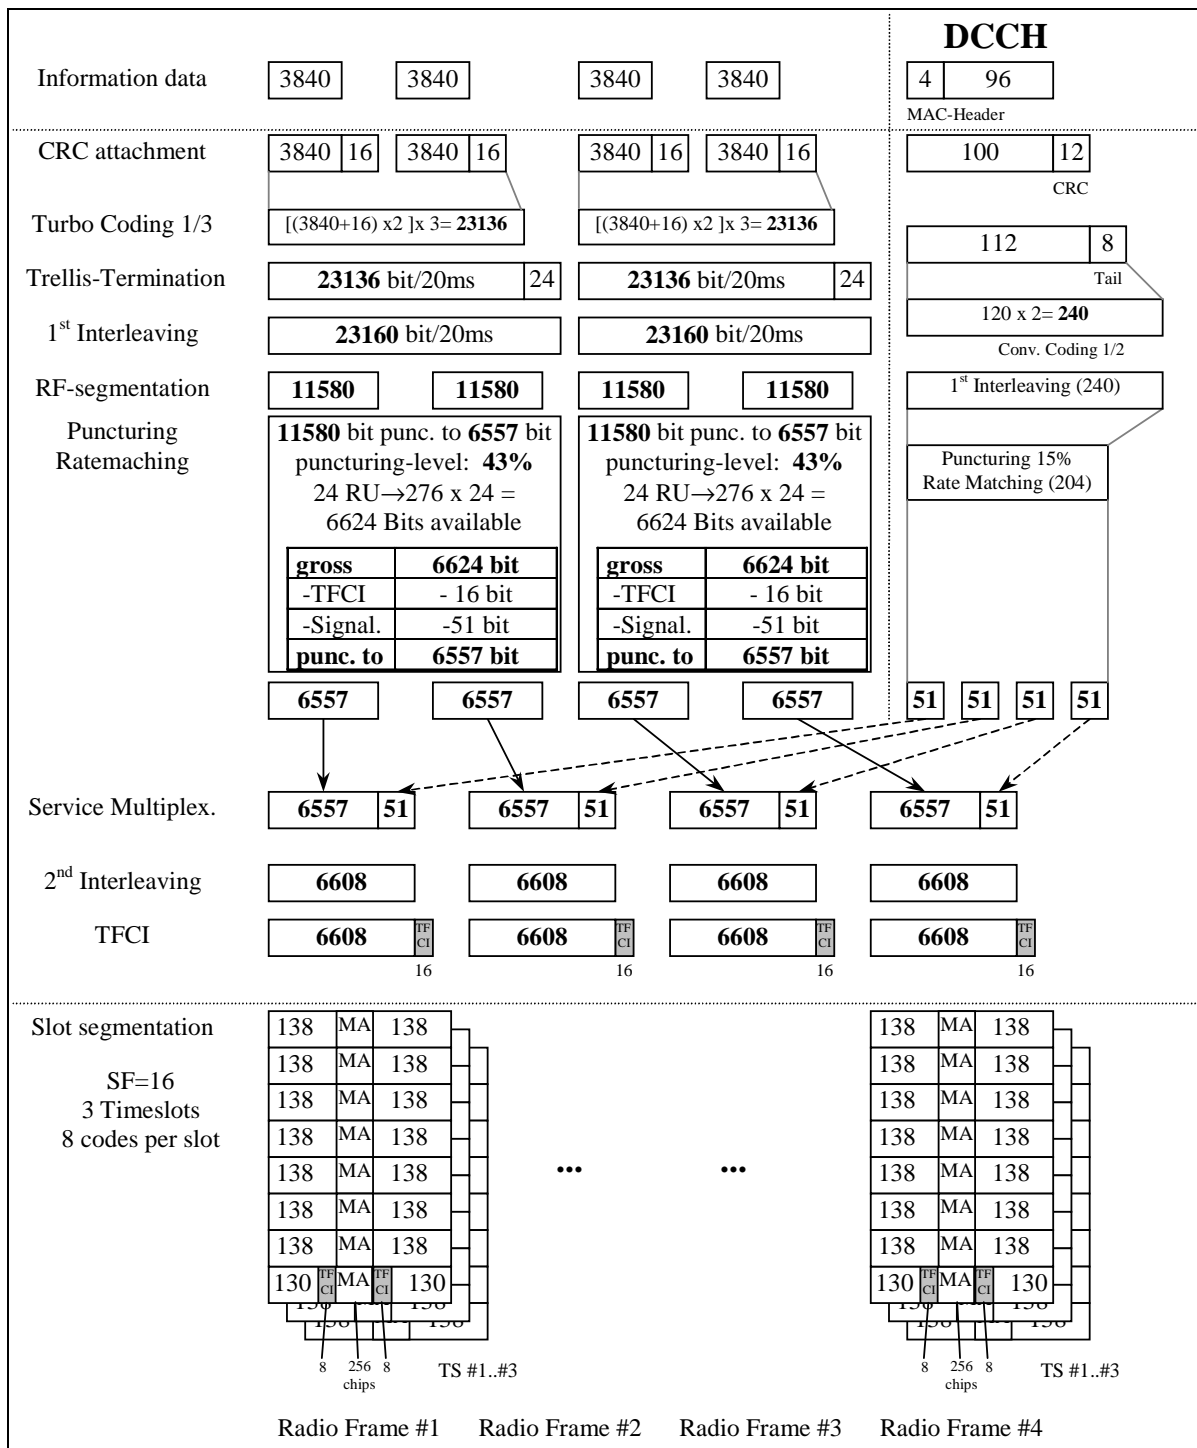 DCCH
Information data 3840 3840 3840 3840 4 96
MAC-Header
CRC attachment 3840 16 3840 16 3840 16 3840 16 100 12
CRC
Turbo Coding 1/3 [(3840+16) x2 ]x 3= 23136 [(3840+16) x2 ]x 3= 23136
112 8
Tail
Trellis-Termination 23136 bit/20ms 24 23136 bit/20ms 24
120 x 2= 240
Conv. Coding 1/2
1st Interleaving 23160 bit/20ms 23160 bit/20ms
RF-segmentation 11580 11580 11580 11580 1st Interleaving (240)
Puncturing 11580 bit punc. to 6557 bit 11580 bit punc. to 6557 bit
Ratemaching puncturing-level: 43% puncturing-level: 43% Puncturing 15%
24 RU→276 x 24 = 24 RU→276 x 24 = Rate Matching (204)
6624 Bits available 6624 Bits available
gross 6624 bit gross 6624 bit
-TFCI - 16 bit -TFCI - 16 bit
-Signal. -51 bit -Signal. -51 bit
punc. to 6557 bit punc. to 6557 bit
6557 6557 6557 6557 51 51 51 51
Service Multiplex. 6557 51 6557 51 6557 51 6557 51
2nd Interleaving 6608 6608 6608 6608
TFCI 6608 TF CI 6608 TF CI 6608 TF CI 6608 TF CI
16 16 16 16
Slot segmentation 138 MA 138 138 MA 138
138 MA 138 138 MA 138
SF=16 138 MA 138 138 MA 138
3 Timeslots 138 MA 138 138 MA 138
8 codes per slot 138 MA 138 ... ... 138 MA 138
138 MA 138 138 MA 138
138 MA 138 138 MA 138
130 TF CI MA TF CI 130 130 TF CI MA TF CI 130
138 138 138 138
138 138 138 138
8 256 chips 8 TS #1..#3 8 256 chips 8 TS #1..#3
Radio Frame #1 Radio Frame #2 Radio Frame #3 Radio Frame #4